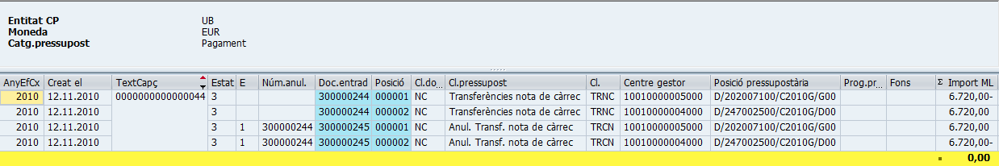 Entitat CP UB
Moneda EUR
Catg.pressupost Pagament
AnyEfCx Creat el TextCapç Estat E Núm.anul. Doc.entrad Posició Cl.do... Cl.pressupost Cl. Centre gestor Posició pressupostària Prog.pr... Fons Σ Import ML
2010 12.11.2010 0000000000000044 3 300000244 000001 NC Transferències nota de càrrec TRNC 10010000005000 D/202007100/C2010G/G00 6.720,00-
2010 12.11.2010 3 300000244 000002 NC Transferències nota de càrrec TRNC 10010000004000 D/247002500/C2010G/D00 6.720,00
2010 12.11.2010 3 1 300000244 300000245 000001 NC Anul. Transf. nota de càrrec TRCN 10010000005000 D/202007100/C2010G/G00 6.720,00
2010 12.11.2010 3 1 300000244 300000245 000002 NC Anul. Transf. nota de càrrec TRCN 10010000004000 D/247002500/C2010G/D00 6.720,00-
0,00